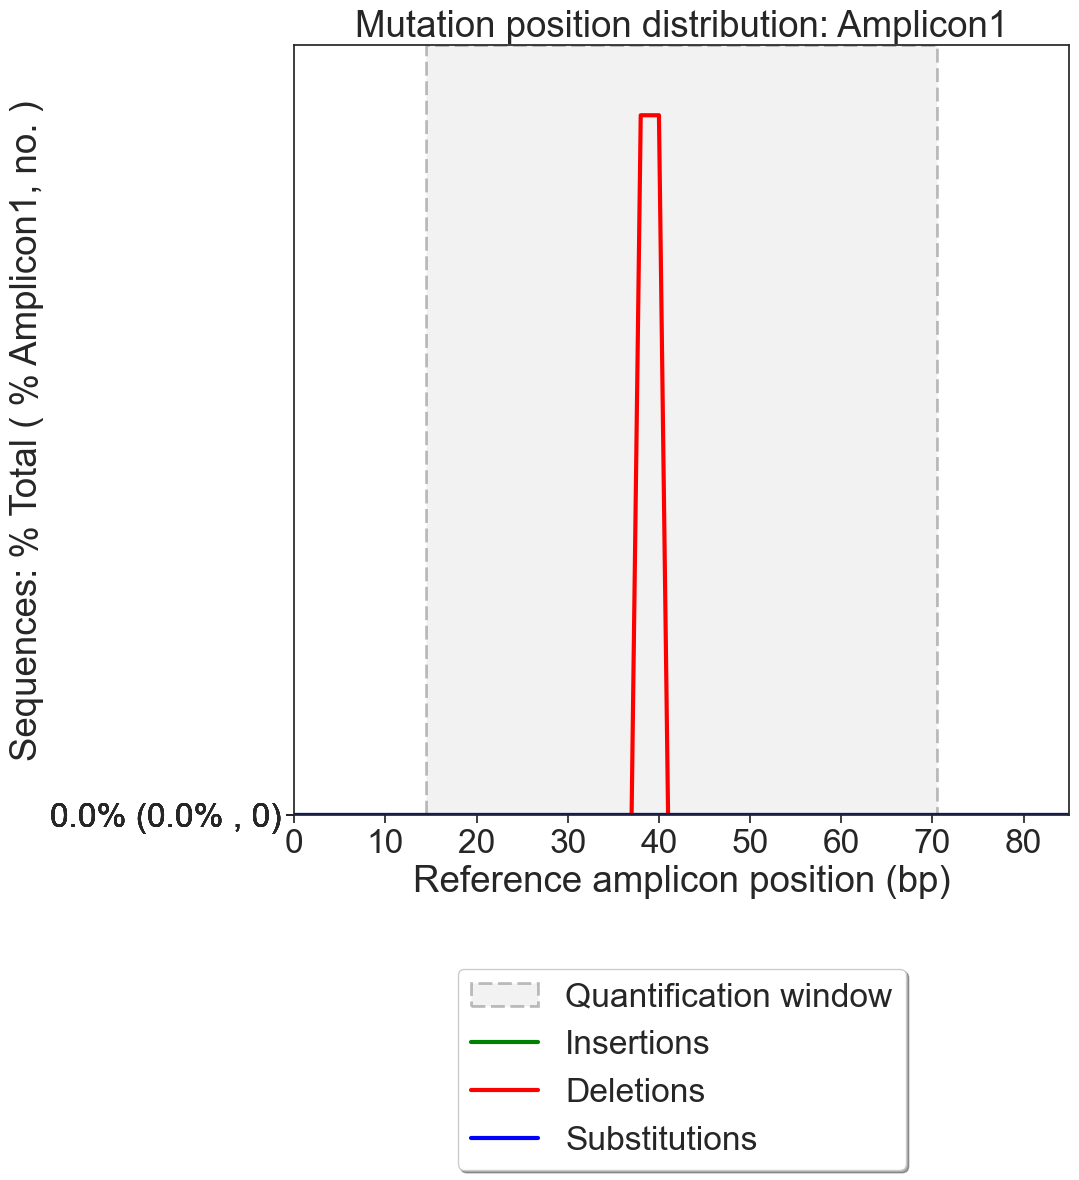 Mutation position distribution: Amplicon1
Sequences: % Total ( % Amplicon1, no. )
0.0% (0.0% , 0)
0 10 20 30 40 50 60 70 80
Reference amplicon position (bp)
Quantification window
Insertions
Deletions
Substitutions